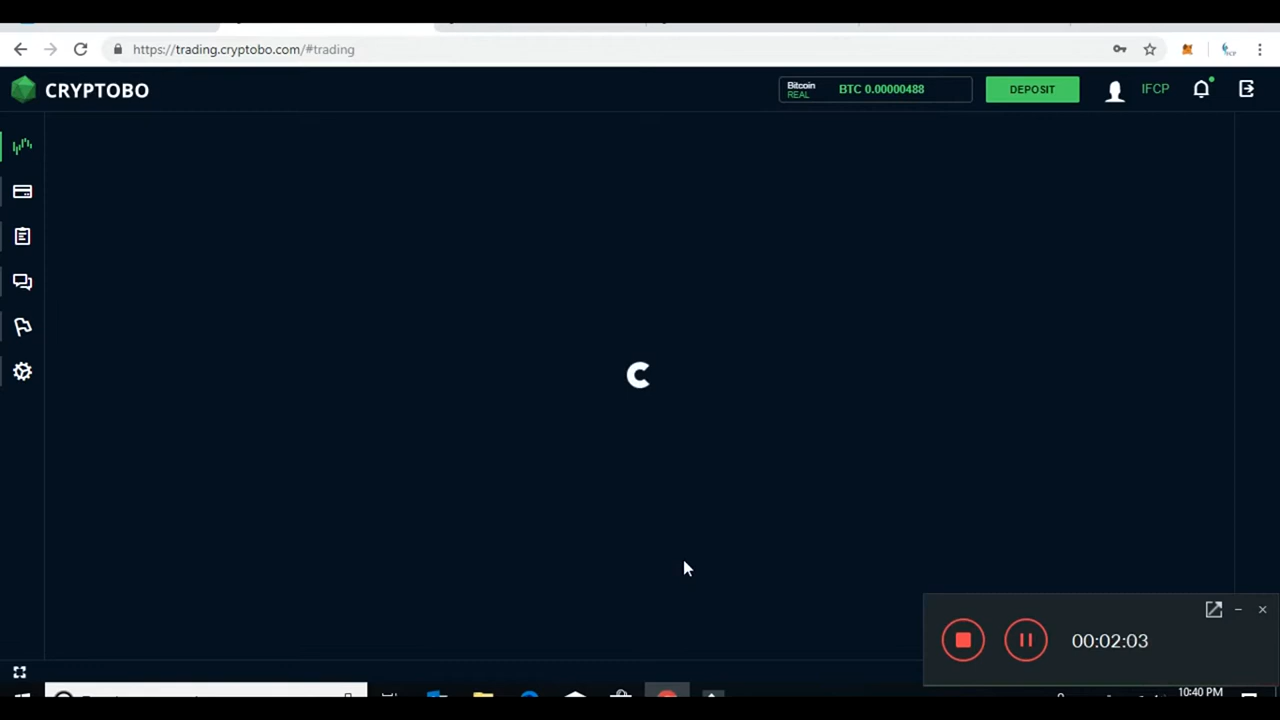 https://trading.cryptobo.com/#trading
CRYPTOBO
Bitcoin
REAL
BTC 0.00000488
DEPOSIT
IFCP
00:02:03
10:40 PM